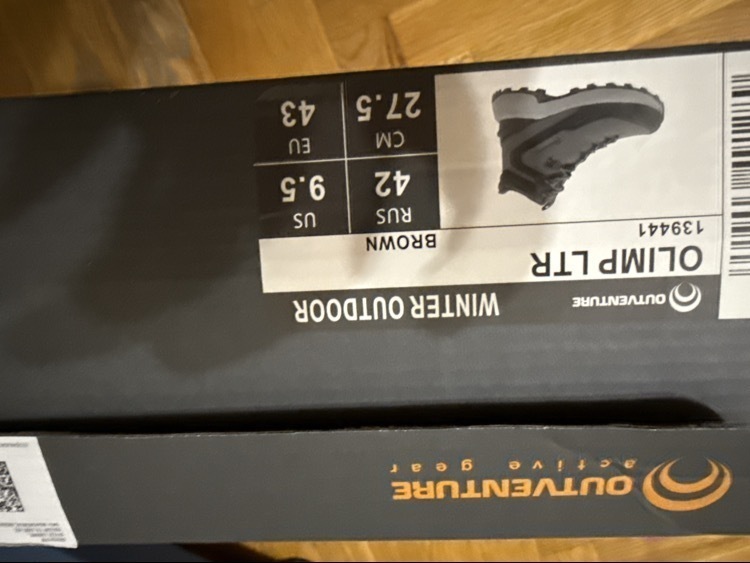 OUTVENTURE
active gear
OUTVENTURE
WINTER OUTDOOR
OLIMP LTR
139441
BROWN
RUS
42
US
9.5
CM
27.5
EU
43